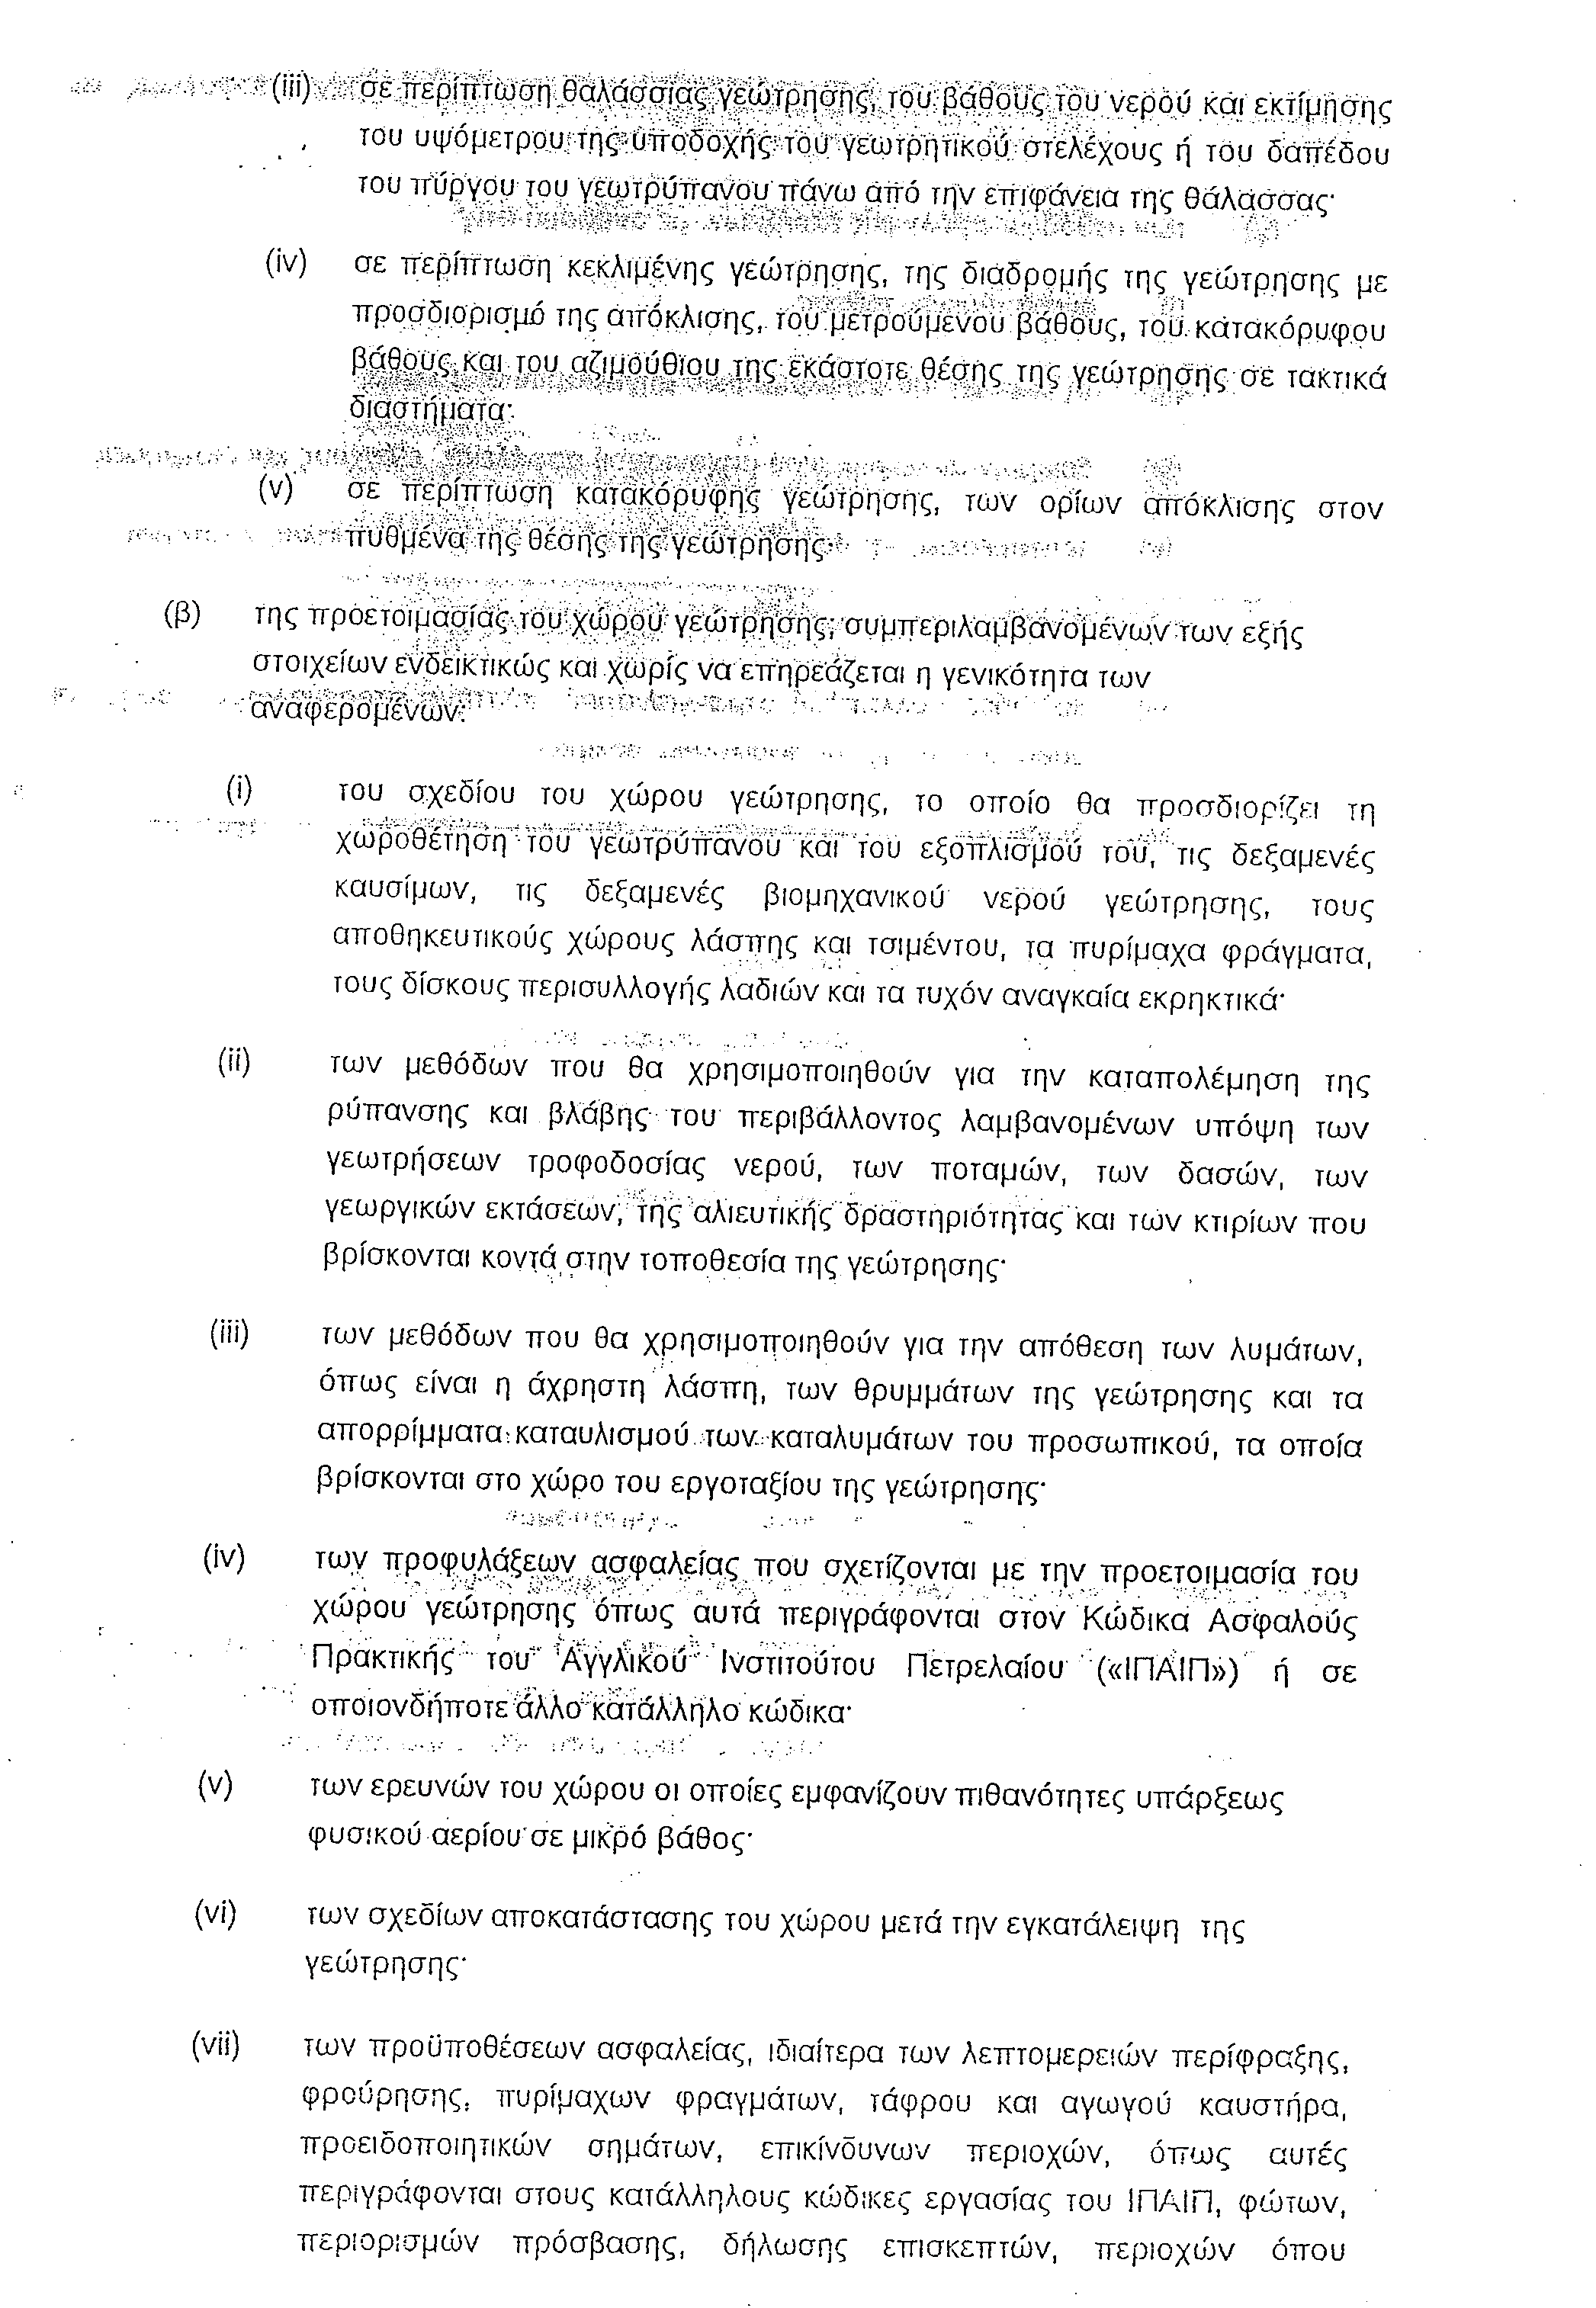 (iii) σε περίπτωση θαλάσσιας γεώτρησης, του βάθους του νερού και εκτίμησης
του υψόμετρου της υποδοχής του γεωτρητικού στελέχους ή του δαπέδου
του πύργου του γεωτρύπανου πάνω από την επιφάνεια της θάλασσας·
(iv) σε περίπτωση κεκλιμένης γεώτρησης, της διαδρομής της γεώτρησης με
προσδιορισμό της απόκλισης, του μετρούμενου βάθους, του κατακόρυφου
βάθους και του αζιμούθιου της εκάστοτε θέσης της γεώτρησης σε τακτικά
διαστήματα·
(v) σε περίπτωση κατακόρυφης γεώτρησης, των ορίων απόκλισης στον
πυθμένα της θέσης της γεώτρησης·
(β) της προετοιμασίας του χώρου γεώτρησης, συμπεριλαμβανομένων των εξής
στοιχείων ενδεικτικώς και χωρίς να επηρεάζεται η γενικότητα των
αναφερομένων:
(i) του σχεδίου του χώρου γεώτρησης, το οποίο θα προσδιορίζει τη
χωροθέτηση του γεωτρύπανου και του εξοπλισμού του, τις δεξαμενές
καυσίμων, τις δεξαμενές βιομηχανικού νερού γεώτρησης, τους
αποθηκευτικούς χώρους λάσπης και τσιμέντου, τα πυρίμαχα φράγματα,
τους δίσκους περισυλλογής λαδιών και τα τυχόν αναγκαία εκρηκτικά·
(ii) των μεθόδων που θα χρησιμοποιηθούν για την καταπολέμηση της
ρύπανσης και βλάβης του περιβάλλοντος λαμβανομένων υπόψη των
γεωτρήσεων τροφοδοσίας νερού, των ποταμών, των δασών, των
γεωργικών εκτάσεων, της αλιευτικής δραστηριότητας και των κτιρίων που
βρίσκονται κοντά στην τοποθεσία της γεώτρησης·
(iii) των μεθόδων που θα χρησιμοποιηθούν για την απόθεση των λυμάτων,
όπως είναι η άχρηστη λάσπη, των θρυμμάτων της γεώτρησης και τα
απορρίμματα καταυλισμού των καταλυμάτων του προσωπικού, τα οποία
βρίσκονται στο χώρο του εργοταξίου της γεώτρησης·
(iv) των προφυλάξεων ασφαλείας που σχετίζονται με την προετοιμασία του
χώρου γεώτρησης όπως αυτά περιγράφονται στον Κώδικα Ασφαλούς
Πρακτικής του Αγγλικού Ινστιτούτου Πετρελαίου («ΙΠΑΙΠ») ή σε
οποιονδήποτε άλλο κατάλληλο κώδικα·
(v) των ερευνών του χώρου οι οποίες εμφανίζουν πιθανότητες υπάρξεως
φυσικού αερίου σε μικρό βάθος·
(vi) των σχεδίων αποκατάστασης του χώρου μετά την εγκατάλειψη της
γεώτρησης·
(vii) των προϋποθέσεων ασφαλείας, ιδιαίτερα των λεπτομερειών περίφραξης,
φρούρησης, πυρίμαχων φραγμάτων, τάφρου και αγωγού καυστήρα,
προειδοποιητικών σημάτων, επικίνδυνων περιοχών, όπως αυτές
περιγράφονται στους κατάλληλους κώδικες εργασίας του ΙΠΑΙΠ, φώτων,
περιορισμών πρόσβασης, δήλωσης επισκεπτών, περιοχών όπου